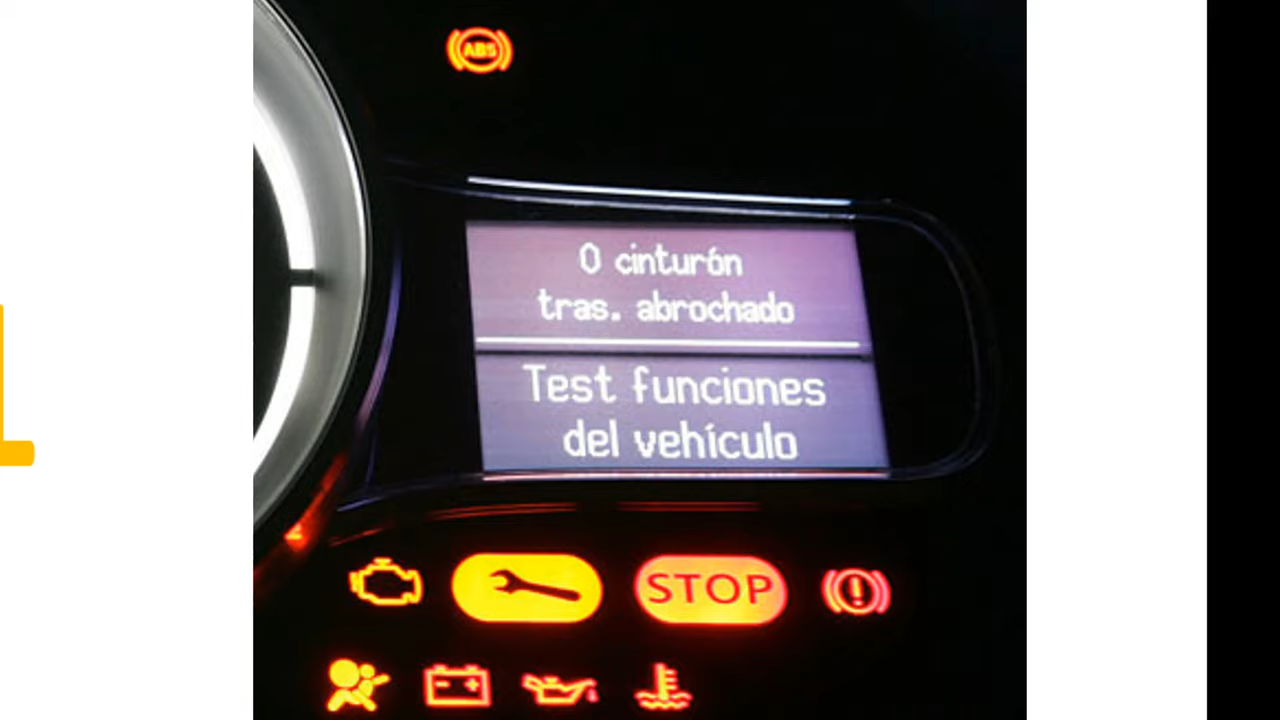 ABS
0 cinturón
tras. abrochado
Test funciones
del vehículo
STOP